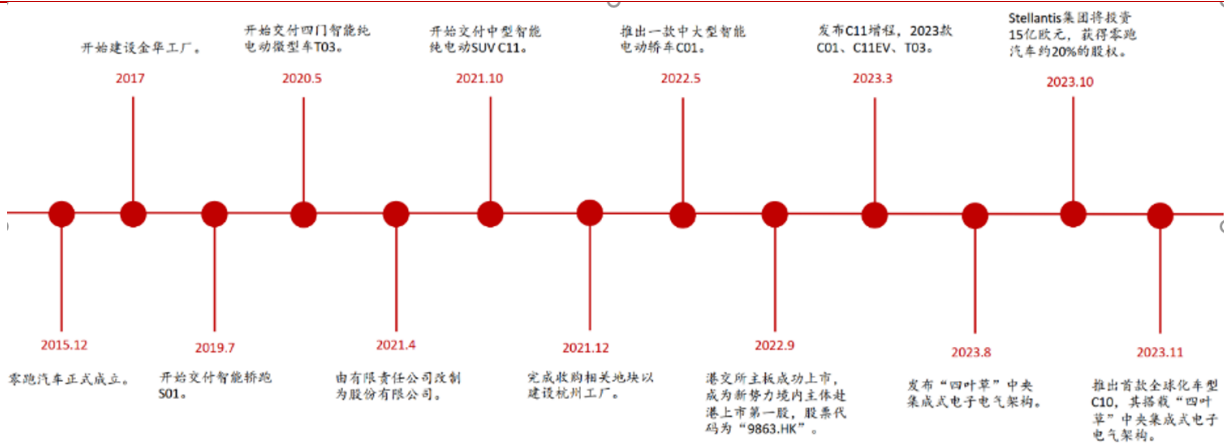 开始建设金华工厂。
2017
开始交付四门智能纯
电动微型车T03。
2020.5
开始交付中型智能
纯电动SUV C11。
2021.10
推出一款中大型智能
电动轿车C01。
2022.5
发布C11增程，2023款
C01、C11EV、T03。
2023.3
Stellantis集团将投资
15亿欧元，获得零跑
汽车约20%的股权。
2023.10
2015.12
零跑汽车正式成立。
2019.7
开始交付智能轿跑
S01。
2021.4
由有限责任公司改制
为股份有限公司。
2021.12
完成收购相关地块以
建设杭州工厂。
2022.9
港交所主板成功上市，
成为新势力境内主体赴
港上市第一股，股票代
码为“9863.HK”。
2023.8
发布“四叶草”中央
集成式电子电气架构。
2023.11
推出首款全球化车型
C10，其搭载“四叶
草”中央集成式电子
电气架构。